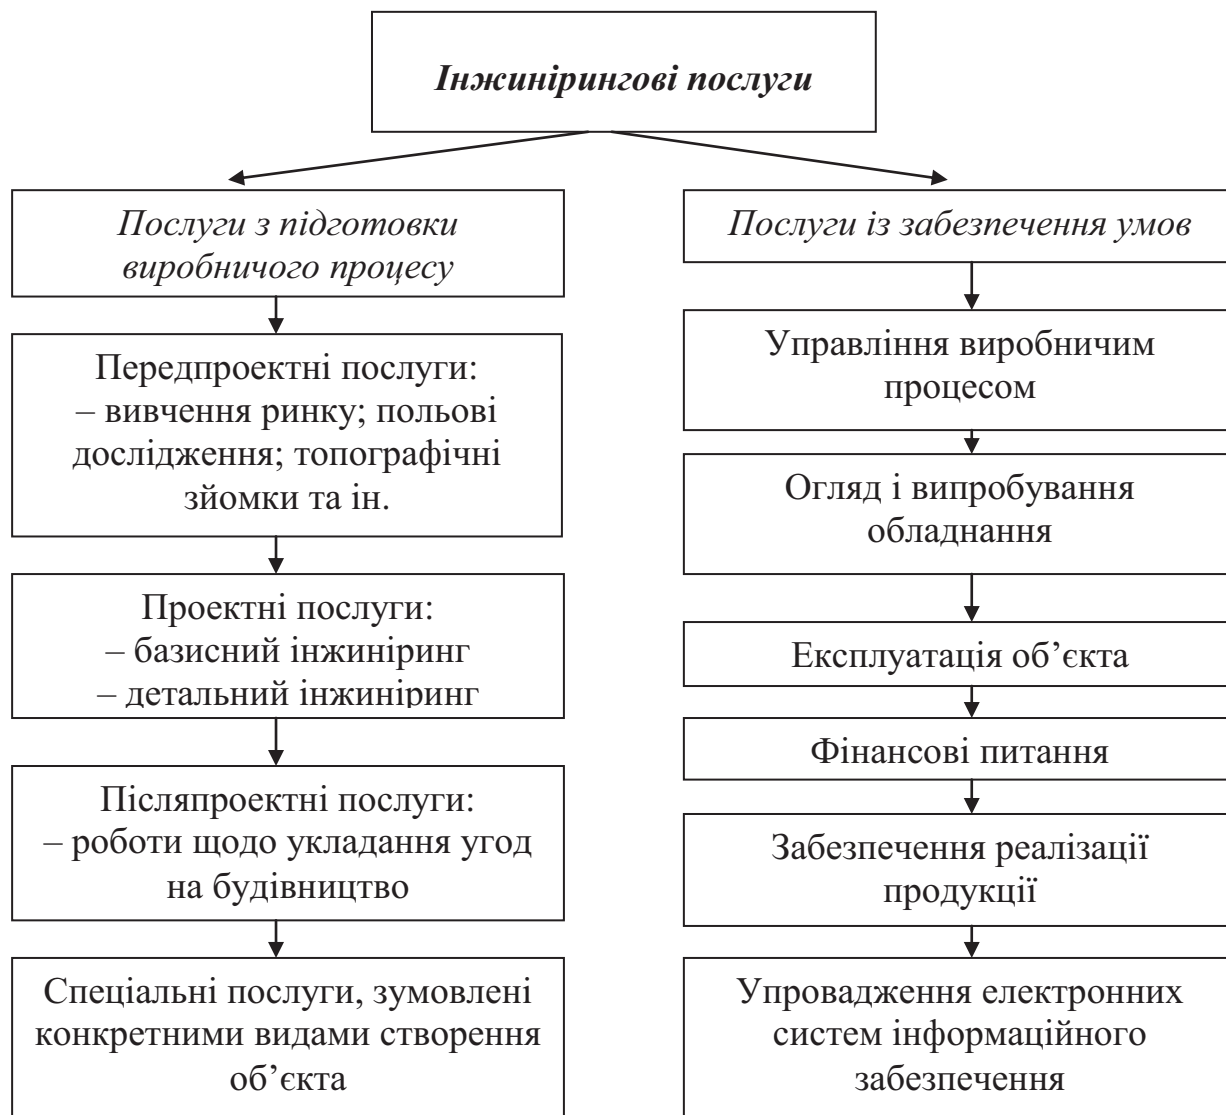 Інжинірингові послуги
Послуги з підготовки
виробничого процесу
Передпроектні послуги:
– вивчення ринку; польові
дослідження; топографічні
зйомки та ін.
Проектні послуги:
– базисний інжиніринг
– детальний інжиніринг
Післяпроектні послуги:
– роботи щодо укладання угод
на будівництво
Спеціальні послуги, зумовлені
конкретними видами створення
об’єкта
Послуги із забезпечення умов
Управління виробничим
процесом
Огляд і випробування
обладнання
Експлуатація об’єкта
Фінансові питання
Забезпечення реалізації
продукції
Упровадження електронних
систем інформаційного
забезпечення